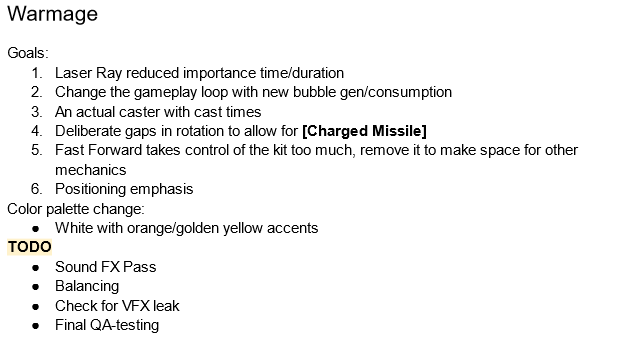 Warmage
Goals:
1. Laser Ray reduced importance time/duration
2. Change the gameplay loop with new bubble gen/consumption
3. An actual caster with cast times
4. Deliberate gaps in rotation to allow for [Charged Missile]
5. Fast Forward takes control of the kit too much, remove it to make space for other
mechanics
6. Positioning emphasis
Color palette change:
● White with orange/golden yellow accents
TODO
● Sound FX Pass
● Balancing
● Check for VFX leak
● Final QA-testing